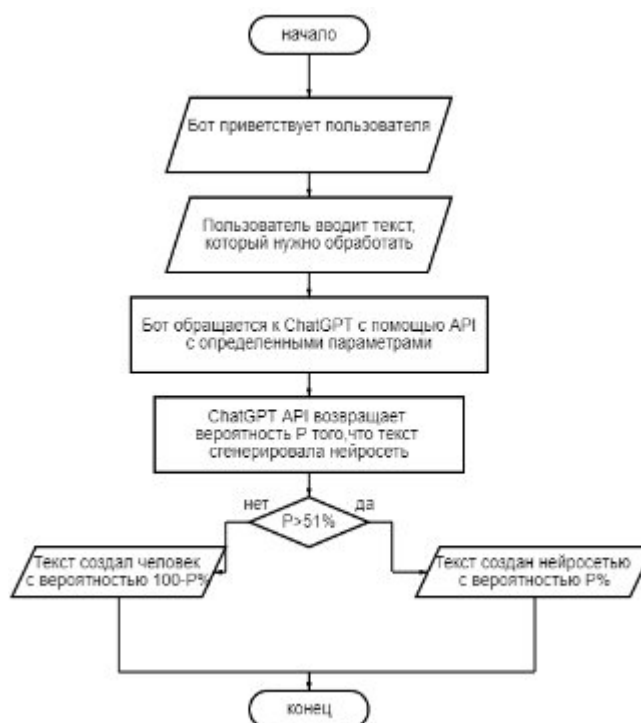 начало
Бот приветствует пользователя
Пользователь вводит текст,
который нужно обработать
Бот обращается к ChatGPT с помощью API
с определенными параметрами
ChatGPT API возвращает
вероятность P того,что текст
сгенерировала нейросеть
нет
да
P>51%
Текст создал человек
с вероятностью 100-P%
Текст создан нейросетью
с вероятностью P%
конец